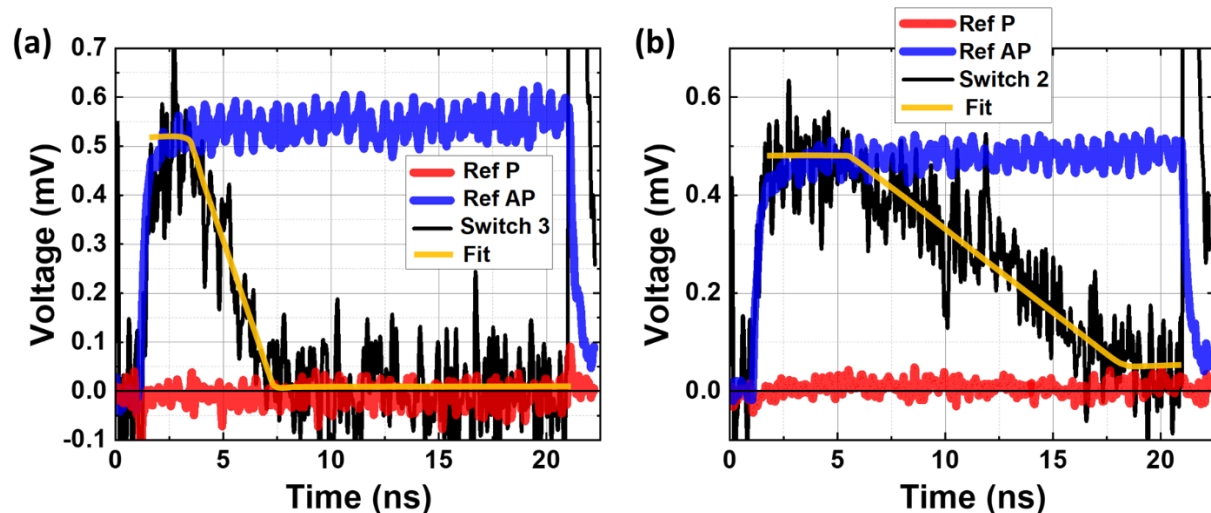 (a)
Voltage (mV)
0.7
0.6
0.5
0.4
0.3
0.2
0.1
0.0
-0.1
Ref P
Ref AP
Switch 3
Fit
0 5 10 15 20
Time (ns)
(b)
Voltage (mV)
0.6
0.4
0.2
0.0
Ref P
Ref AP
Switch 2
Fit
0 5 10 15 20
Time (ns)